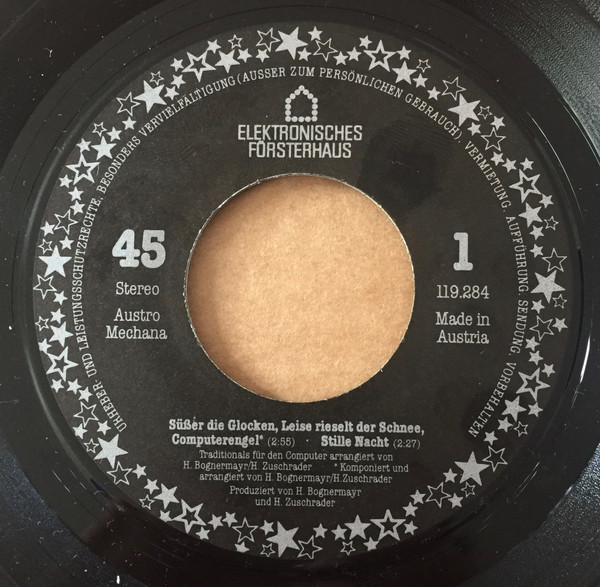 URHEBER- UND LEISTUNGSSCHUTZRECHTE, BESONDERS VERVIELFÄLTIGUNG (AUSSER ZUM PERSÖNLICHEN GEBRAUCH), VERMIETUNG, AUFFÜHRUNG, SENDUNG, VORBEHALTEN
ELEKTRONISCHES
FÖRSTERHAUS
45
Stereo
Austro
Mechana
1
119.284
Made in
Austria
Süßer die Glocken, Leise rieselt der Schnee,
Computerengel* (2:55) · Stille Nacht (2:27)
Traditionals für den Computer arrangiert von
H. Bognermayr/H. Zuschrader * Komponiert und
arrangiert von H. Bognermayr/H.Zuschrader
Produziert von H. Bognermayr
und H. Zuschrader